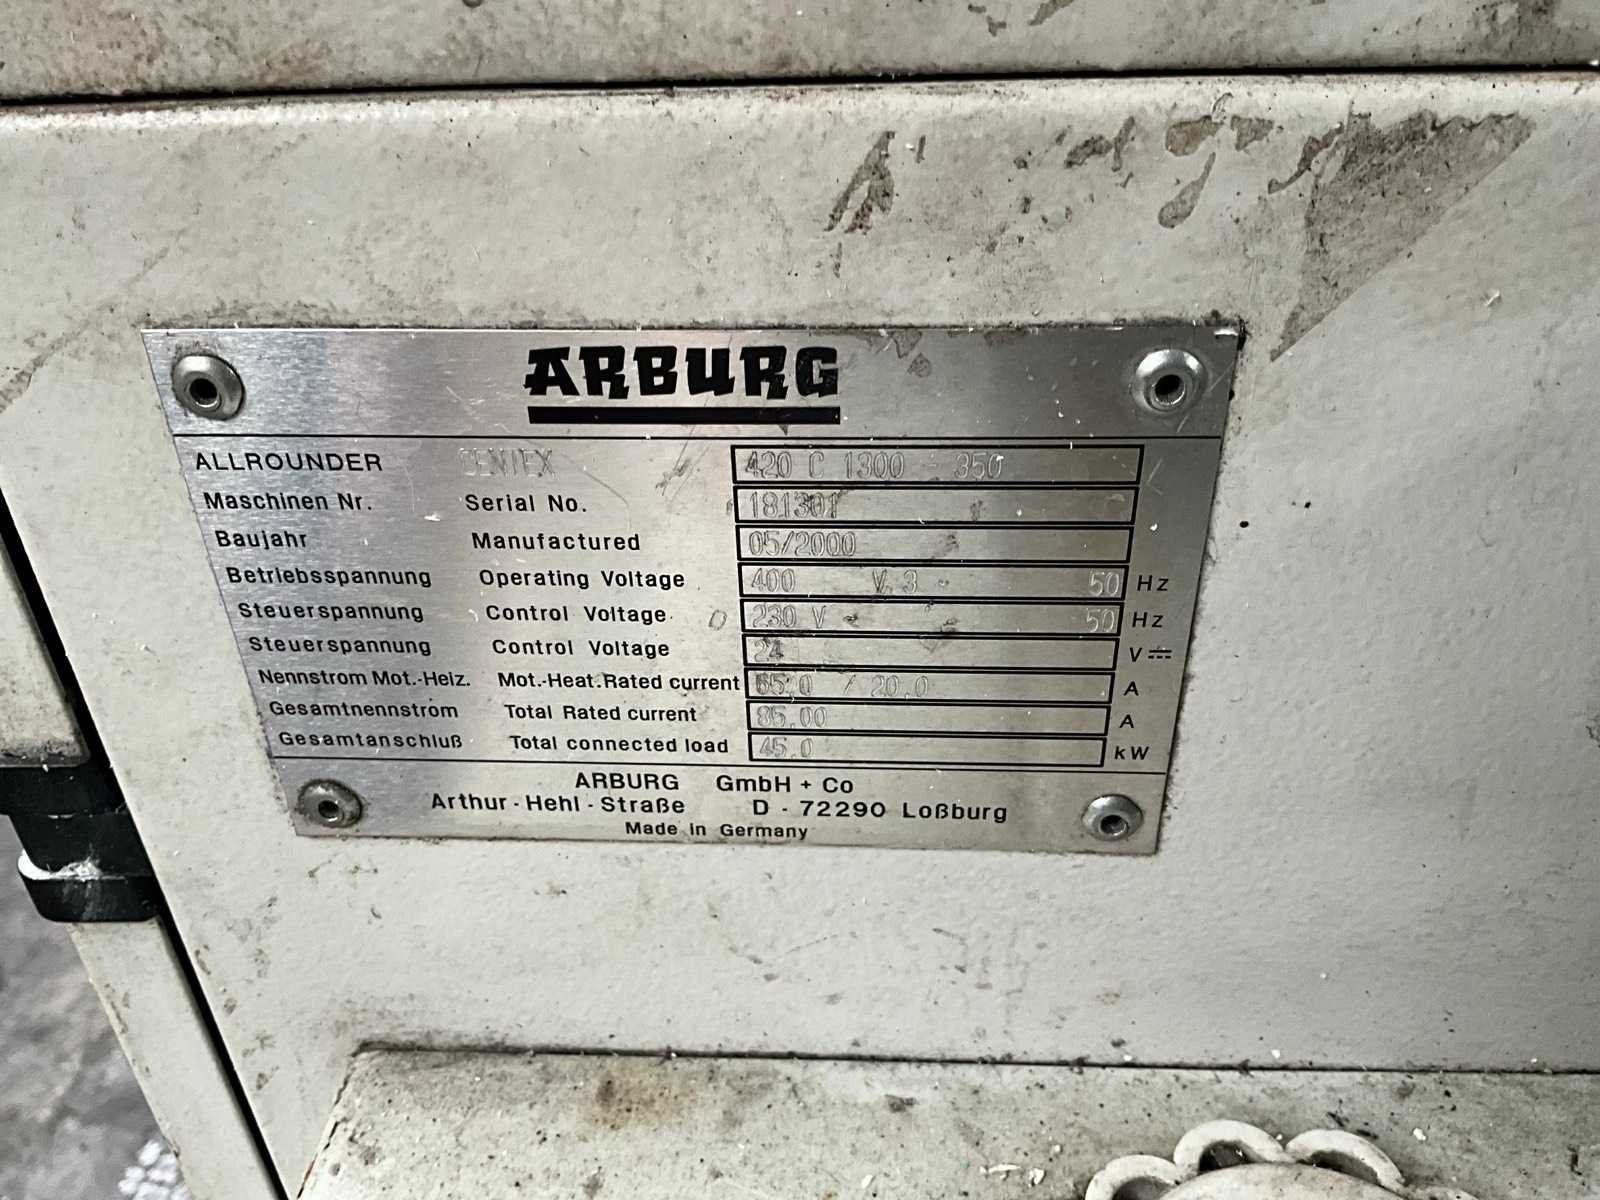 ARBURG
ALLROUNDER CENTEX 420 C 1300 - 350
Maschinen Nr. Serial No. 181301
Baujahr Manufactured 05/2000
Betriebsspannung Operating Voltage 400 V 3 ~ 50 Hz
Steuerspannung Control Voltage 230 V ~ 50 Hz
Steuerspannung Control Voltage 24 V ⎓
Nennstrom Mot.-Heiz. Mot.-Heat.Rated current 65.0 / 20.0 A
Gesamtnennstrom Total Rated current 85.00 A
Gesamtanschluß Total connected load 45.0 kW
ARBURG GmbH + Co
Arthur - Hehl - Straße D - 72290 Loßburg
Made in Germany